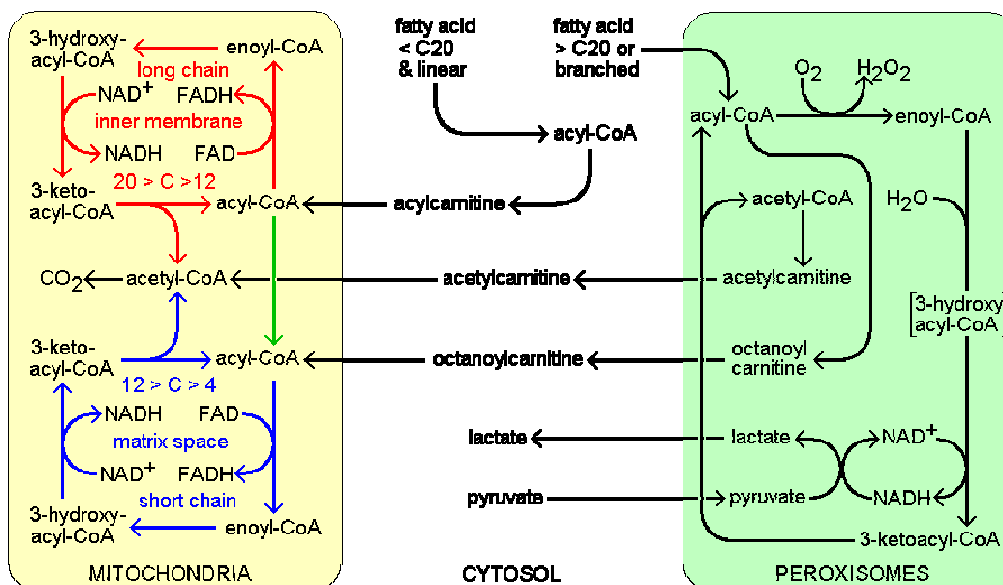 3-hydroxy-
acyl-CoA
enoyl-CoA
long chain
NAD+ FADH
inner membrane
NADH FAD
3-keto-
acyl-CoA
20 > C >12
acyl-CoA
CO2
acetyl-CoA
3-keto-
acyl-CoA
acyl-CoA
12 > C > 4
NADH FAD
matrix space
NAD+ FADH
short chain
3-hydroxy-
acyl-CoA
enoyl-CoA
MITOCHONDRIA
fatty acid
< C20
& linear
fatty acid
> C20 or
branched
acyl-CoA
acylcarnitine
acetylcarnitine
octanoylcarnitine
lactate
pyruvate
CYTOSOL
O2
H2O2
acyl-CoA
enoyl-CoA
acetyl-CoA
H2O
acetylcarnitine
[3-hydroxy
acyl-CoA]
octanoyl
carnitine
lactate
NAD+
pyruvate
NADH
3-ketoacyl-CoA
PEROXISOMES